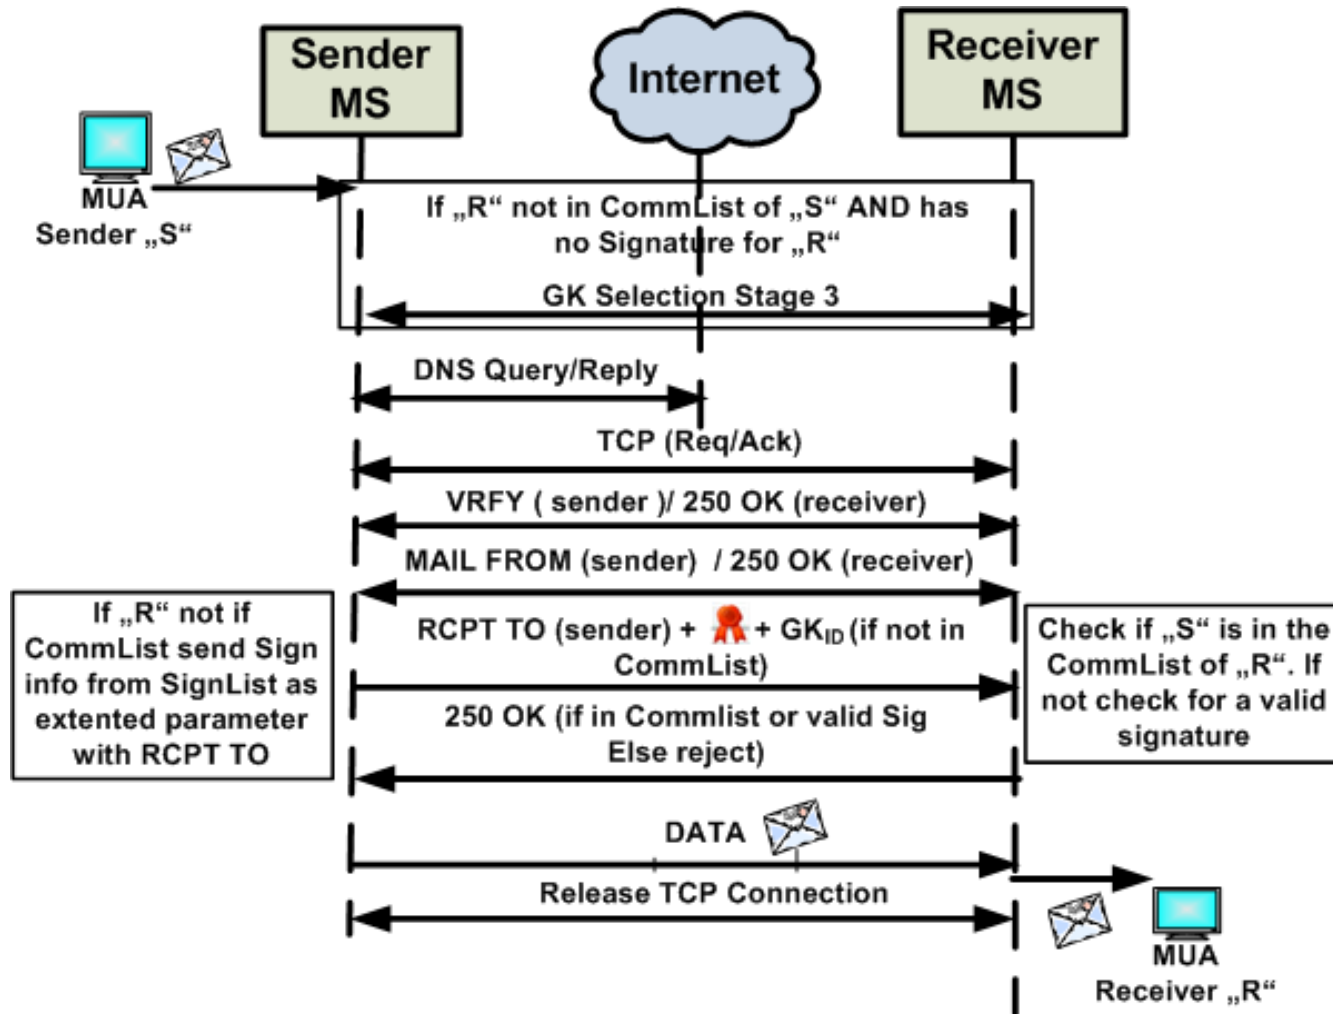 Sender
MS
Internet
Receiver
MS
MUA
Sender „S“
If „R“ not in CommList of „S“ AND has
no Signature for „R“
GK Selection Stage 3
DNS Query/Reply
TCP (Req/Ack)
VRFY ( sender )/ 250 OK (receiver)
MAIL FROM (sender)  / 250 OK (receiver)
If „R“ not if
CommList send Sign
info from SignList as
extented parameter
with RCPT TO
RCPT TO (sender) + + GKID (if not in
CommList)
250 OK (if in Commlist or valid Sig
Else reject)
Check if „S“ is in the
CommList of „R“. If
not check for a valid
signature
DATA
Release TCP Connection
MUA
Receiver „R“